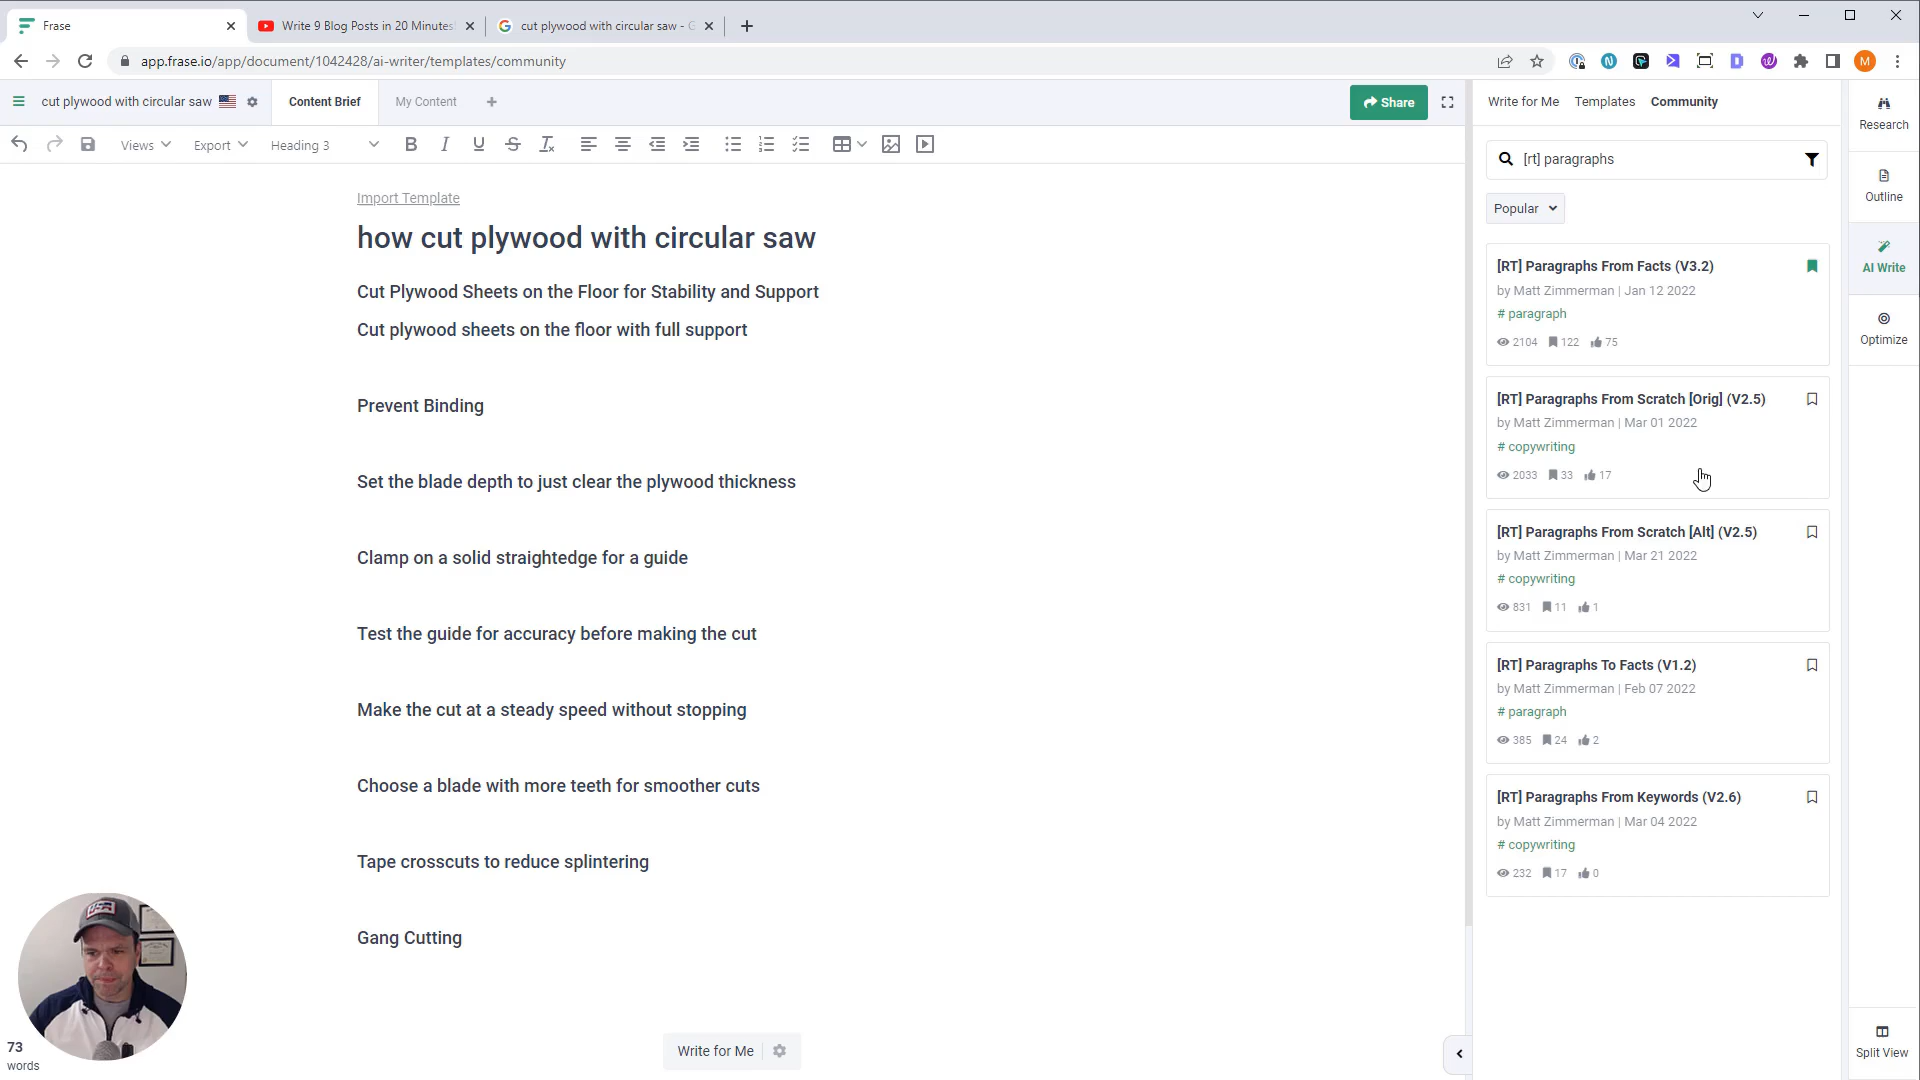 Frase
Write 9 Blog Posts in 20 Minutes
cut plywood with circular saw - G
app.frase.io/app/document/1042428/ai-writer/templates/community
M
cut plywood with circular saw
Content Brief
My Content
Share
Write for Me
Templates
Community
Research
Views
Export
Heading 3
B
I
U
S
[rt] paragraphs
Import Template
how cut plywood with circular saw
Cut Plywood Sheets on the Floor for Stability and Support
Cut plywood sheets on the floor with full support
Prevent Binding
Set the blade depth to just clear the plywood thickness
Clamp on a solid straightedge for a guide
Test the guide for accuracy before making the cut
Make the cut at a steady speed without stopping
Choose a blade with more teeth for smoother cuts
Tape crosscuts to reduce splintering
Gang Cutting
Write for Me
73
words
Popular
[RT] Paragraphs From Facts (V3.2)
by Matt Zimmerman | Jan 12 2022
# paragraph
2104 122 75
[RT] Paragraphs From Scratch [Orig] (V2.5)
by Matt Zimmerman | Mar 01 2022
# copywriting
2033 33 17
[RT] Paragraphs From Scratch [Alt] (V2.5)
by Matt Zimmerman | Mar 21 2022
# copywriting
831 11 1
[RT] Paragraphs To Facts (V1.2)
by Matt Zimmerman | Feb 07 2022
# paragraph
385 24 2
[RT] Paragraphs From Keywords (V2.6)
by Matt Zimmerman | Mar 04 2022
# copywriting
232 17 0
Outline
AI Write
Optimize
Split View